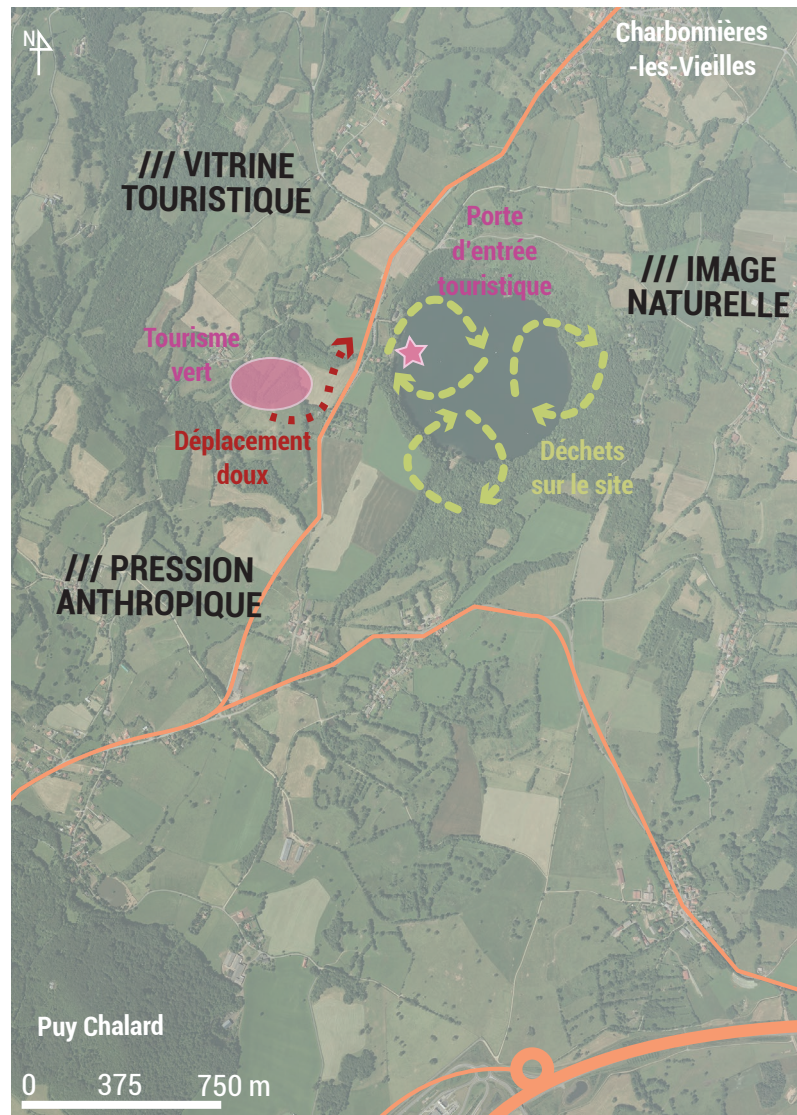 N
Charbonnières
-les-Vieilles
/// VITRINE
TOURISTIQUE
Porte
d'entrée
touristique
/// IMAGE
NATURELLE
Tourisme
vert
Déplacement
doux
Déchets
sur le site
/// PRESSION
ANTHROPIQUE
Puy Chalard
0 375 750 m